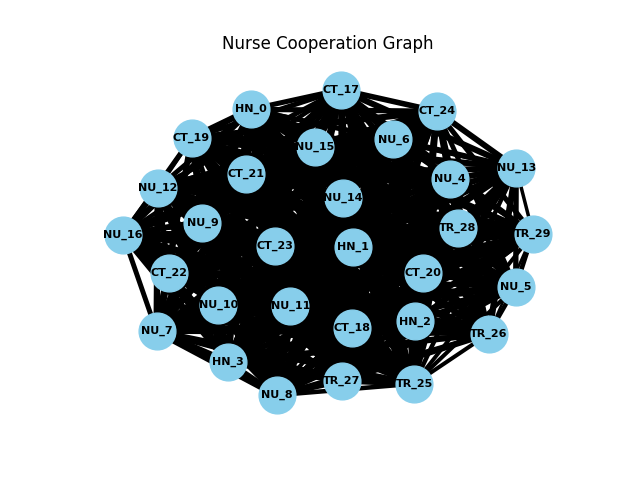 Nurse Cooperation Graph
CT_17
HN_0
CT_24
CT_19
NU_6
NU_15
NU_13
CT_21
NU_4
NU_12
NU_14
NU_9
TR_28
NU_16
TR_29
CT_23
HN_1
CT_22
CT_20
NU_5
NU_10
NU_11
HN_2
CT_18
NU_7
TR_26
HN_3
TR_27
TR_25
NU_8